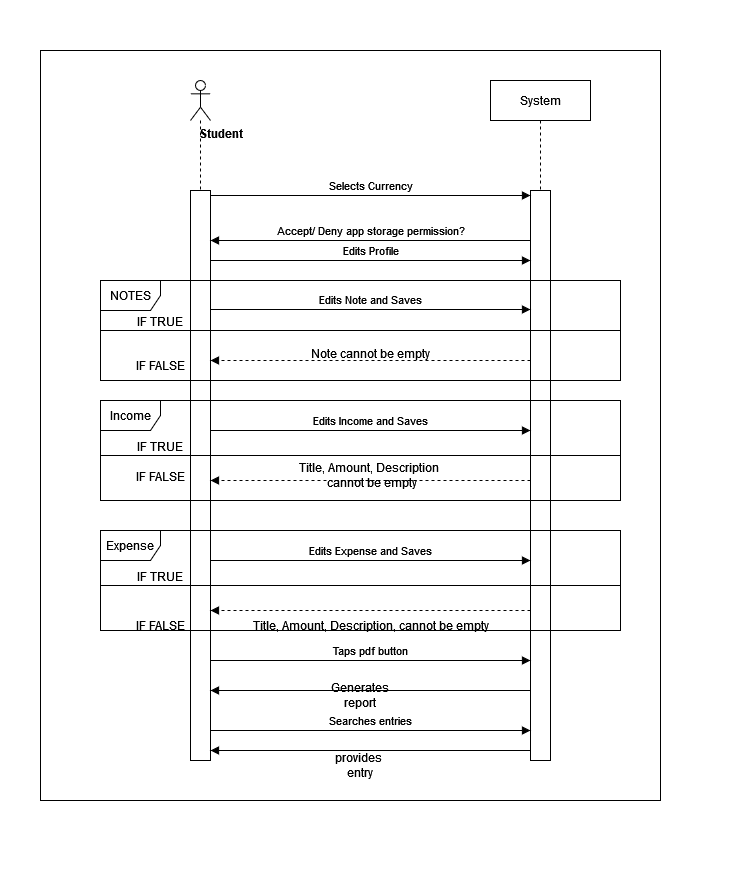 System
Student
Selects Currency
Accept/ Deny app storage permission?
Edits Profile
NOTES
Edits Note and Saves
IF TRUE
Note cannot be empty
IF FALSE
Income
Edits Income and Saves
IF TRUE
Title, Amount, Description
cannot be empty
IF FALSE
Expense
Edits Expense and Saves
IF TRUE
IF FALSE
Title, Amount, Description, cannot be empty
Taps pdf button
Generates
report
Searches entries
provides
entry